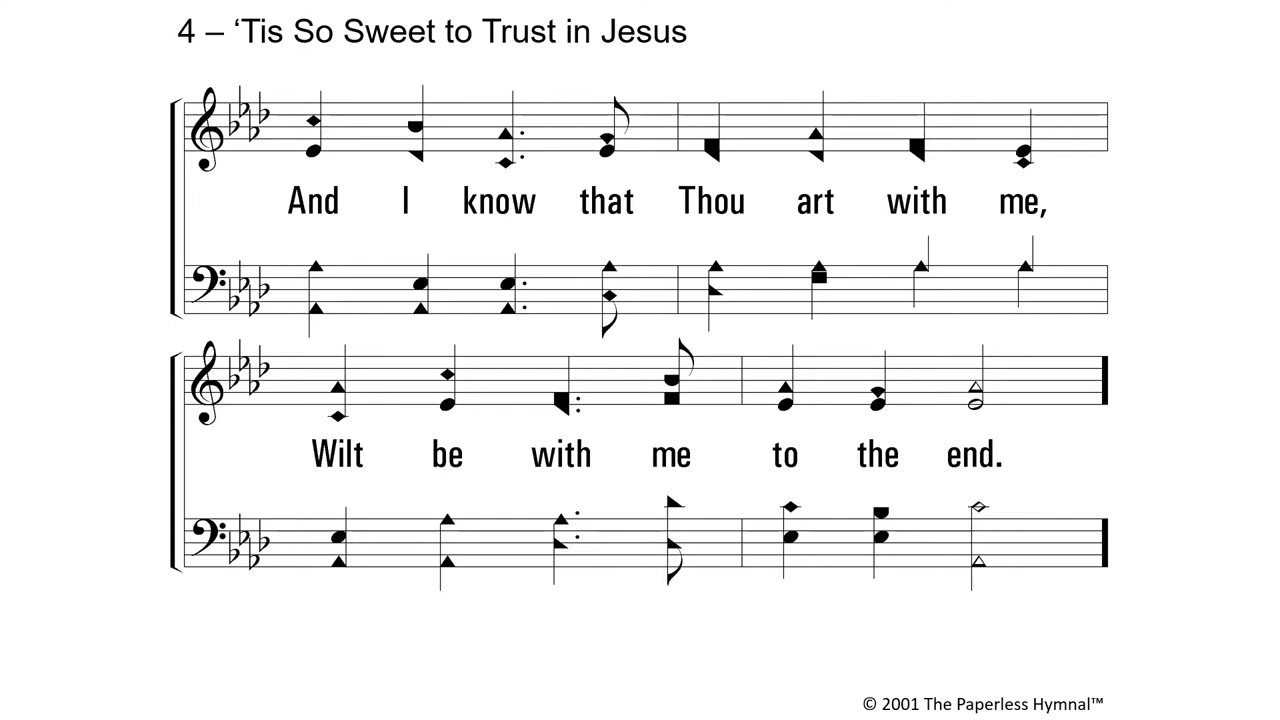 4 – ‘Tis So Sweet to Trust in Jesus
And I know that Thou art with me,
Wilt be with me to the end.
© 2001 The Paperless Hymnal™